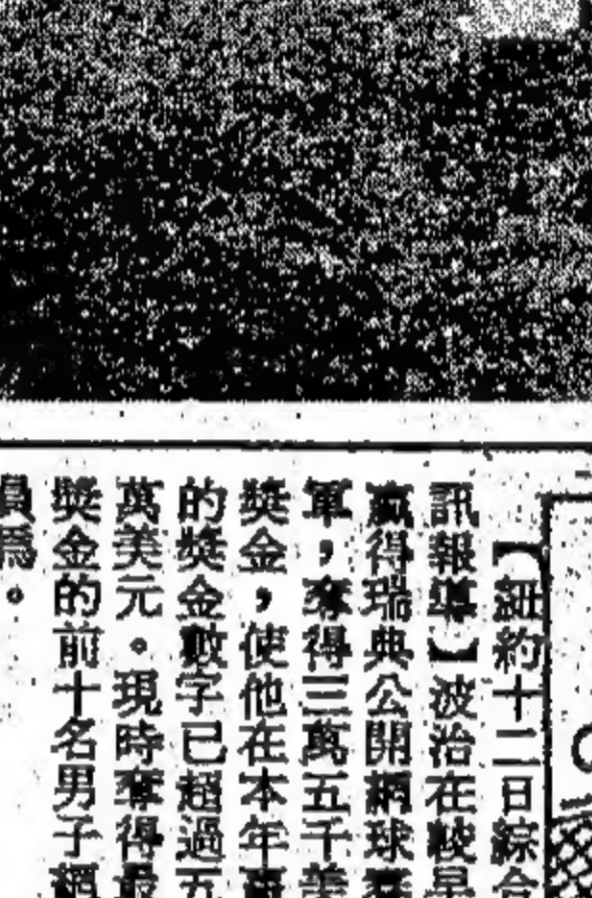 【紐約十二日綜合
訊報導】波治在較早
贏得瑞典公開網球賽
軍，奪得三萬五千美
獎金，使他在本年
的獎金數字已超過五
萬美元。現時奪得最
獎金的前十名男子網
員爲。